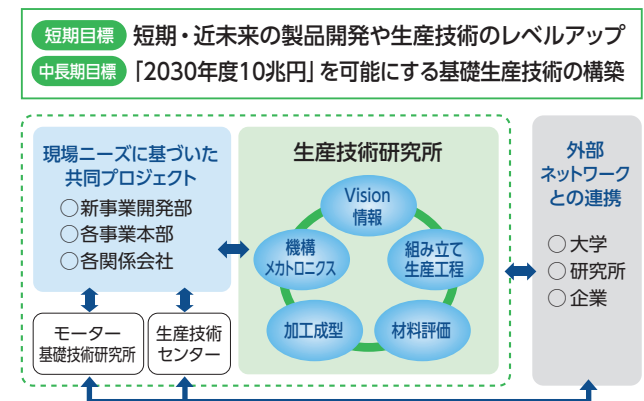 短期目標 短期・近未来の製品開発や生産技術のレベルアップ
中長期目標 「2030年度10兆円」を可能にする基礎生産技術の構築
現場ニーズに基づいた
共同プロジェクト
○新事業開発部
○各事業本部
○各関係会社
モーター
基礎技術研究所
生産技術
センター
生産技術研究所
Vision
情報
機構
メカトロニクス
組み立て
生産工程
加工成型
材料評価
外部
ネットワーク
との連携
○大学
○研究所
○企業